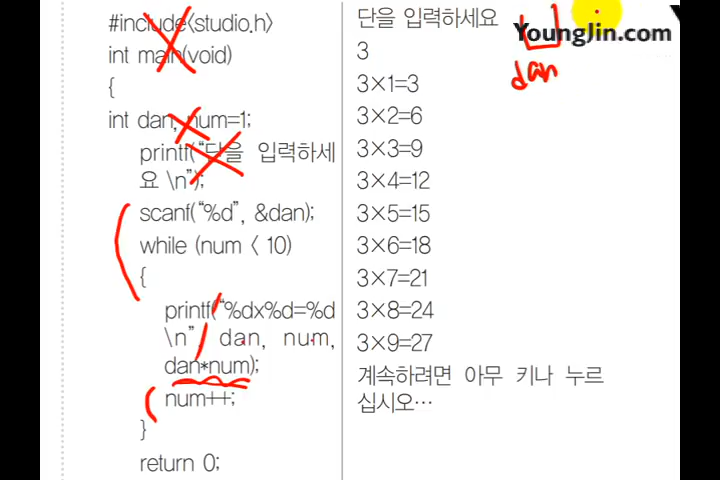 #include<studio.h>
int main(void)
{
int dan, num=1;
printf("단을 입력하세
요 \n");
scanf("%d", &dan);
while (num < 10)
{
printf("%dx%d=%d
\n", dan, num,
dan*num);
num++;
}
return 0;
단을 입력하세요
3
3×1=3
3×2=6
3×3=9
3×4=12
3×5=15
3×6=18
3×7=21
3×8=24
3×9=27
계속하려면 아무 키나 누르
십시오…
YoungJin.com
dan